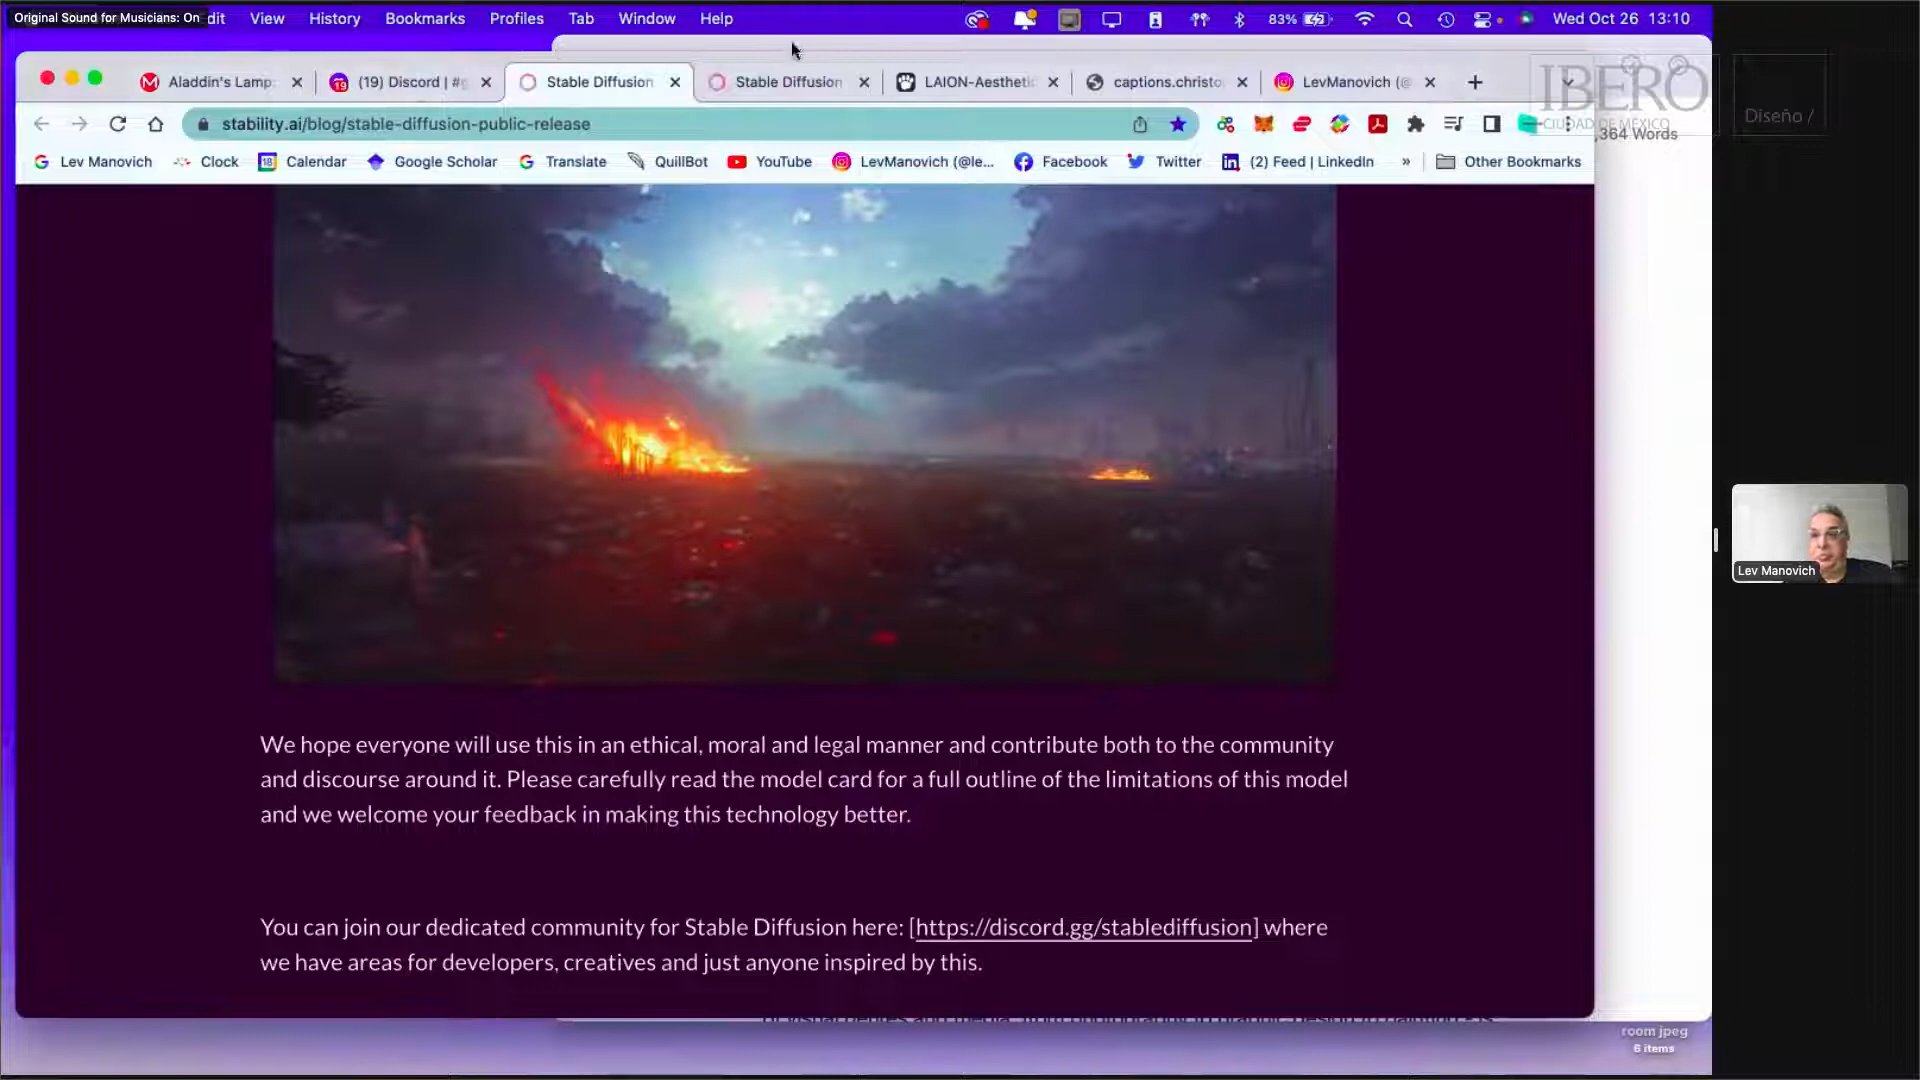 Original Sound for Musicians: On
dit View History Bookmarks Profiles Tab Window Help 83% Wed Oct 26 13:10
Aladdin's Lamp (19) Discord | #g Stable Diffusion Stable Diffusion LAION-Aesthetic captions.christo LevManovich (@
stability.ai/blog/stable-diffusion-public-release
IBERO
CIUDAD DE MÉXICO
Diseño /
,364 Words
Lev Manovich Clock Calendar Google Scholar Translate QuillBot YouTube LevManovich (@le... Facebook Twitter (2) Feed | LinkedIn » Other Bookmarks
We hope everyone will use this in an ethical, moral and legal manner and contribute both to the community
and discourse around it. Please carefully read the model card for a full outline of the limitations of this model
and we welcome your feedback in making this technology better.
You can join our dedicated community for Stable Diffusion here: [https://discord.gg/stablediffusion] where
we have areas for developers, creatives and just anyone inspired by this.
Lev Manovich
room jpeg
6 items